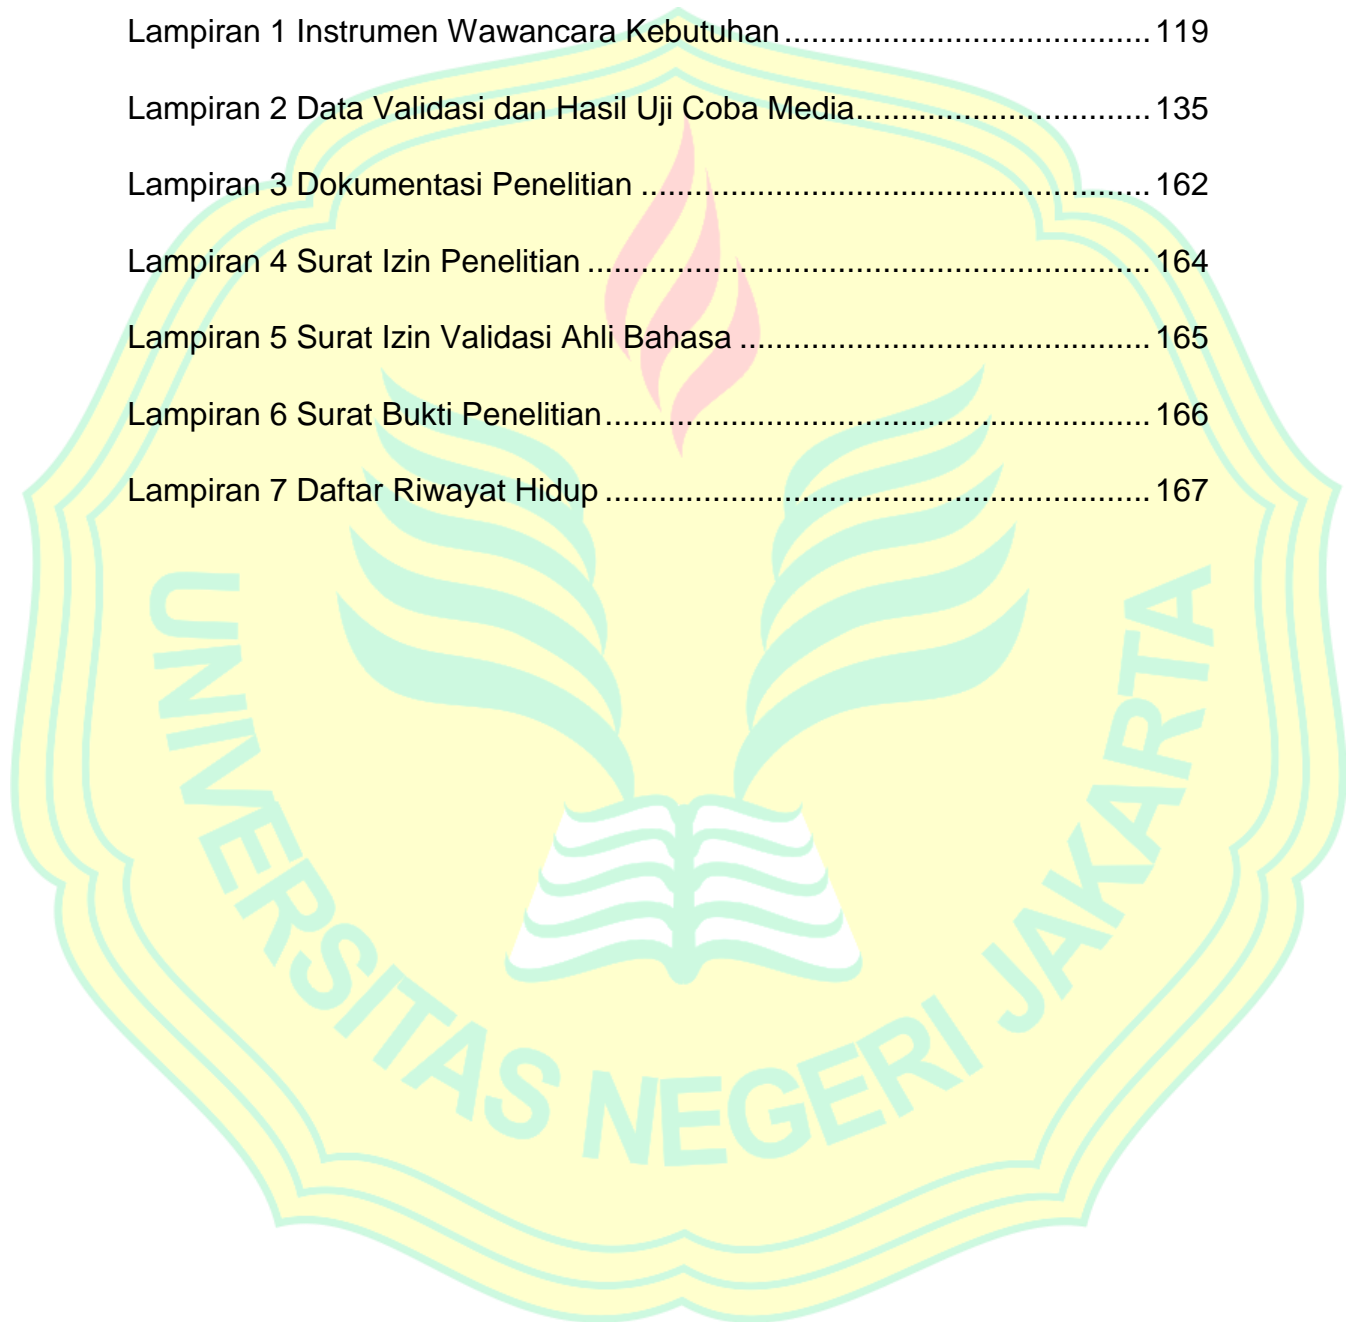 Lampiran 1 Instrumen Wawancara Kebutuhan ......................................... 119
Lampiran 2 Data Validasi dan Hasil Uji Coba Media................................. 135
Lampiran 3 Dokumentasi Penelitian ......................................................... 162
Lampiran 4 Surat Izin Penelitian ............................................................... 164
Lampiran 5 Surat Izin Validasi Ahli Bahasa .............................................. 165
Lampiran 6 Surat Bukti Penelitian............................................................. 166
Lampiran 7 Daftar Riwayat Hidup ............................................................. 167
UNIVERSITAS NEGERI JAKARTA